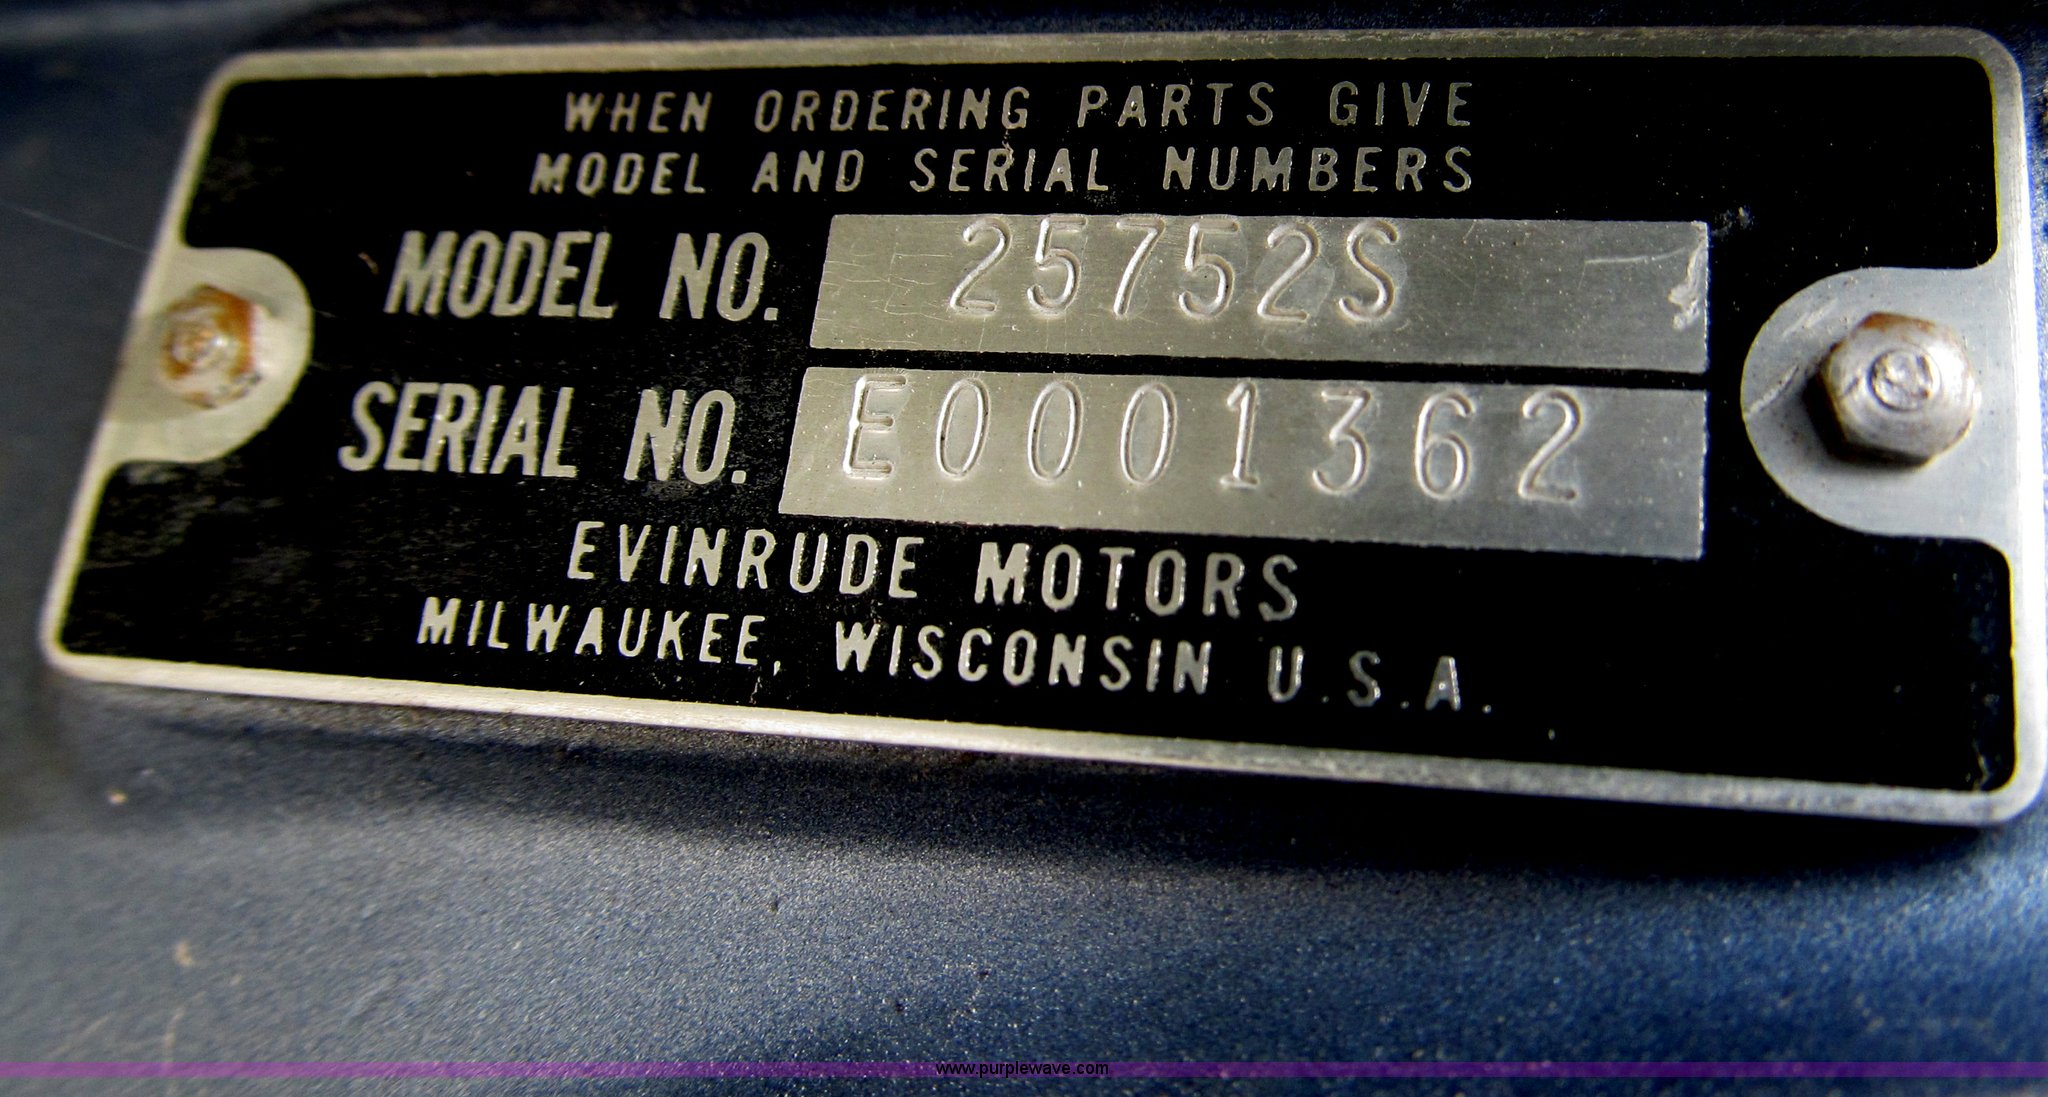 WHEN ORDERING PARTS GIVE
MODEL AND SERIAL NUMBERS
MODEL NO. 25752S
SERIAL NO. E0001362
EVINRUDE MOTORS
MILWAUKEE, WISCONSIN U.S.A.
www.purplewave.com